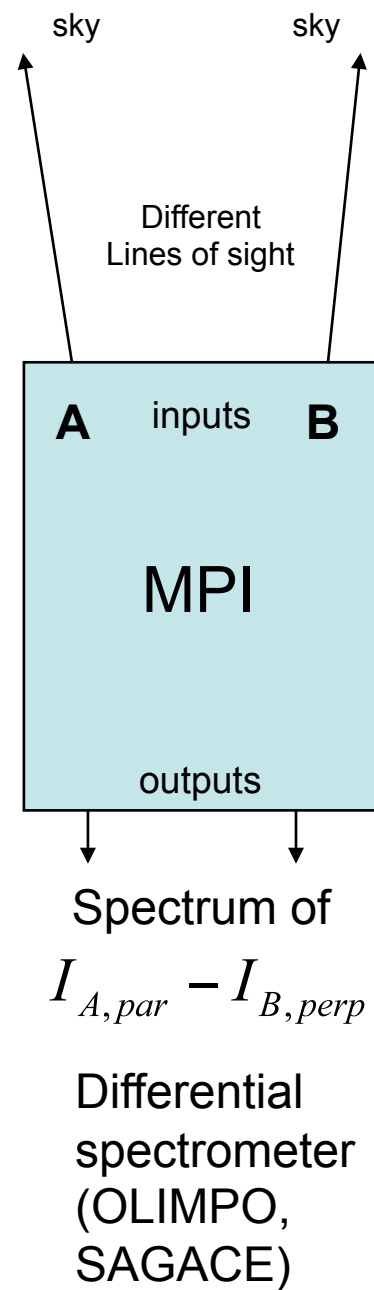 sky sky
Different
Lines of sight
A inputs B
MPI
outputs
Spectrum of
I_{A,par} − I_{B,perp}
Differential
spectrometer
(OLIMPO,
SAGACE)